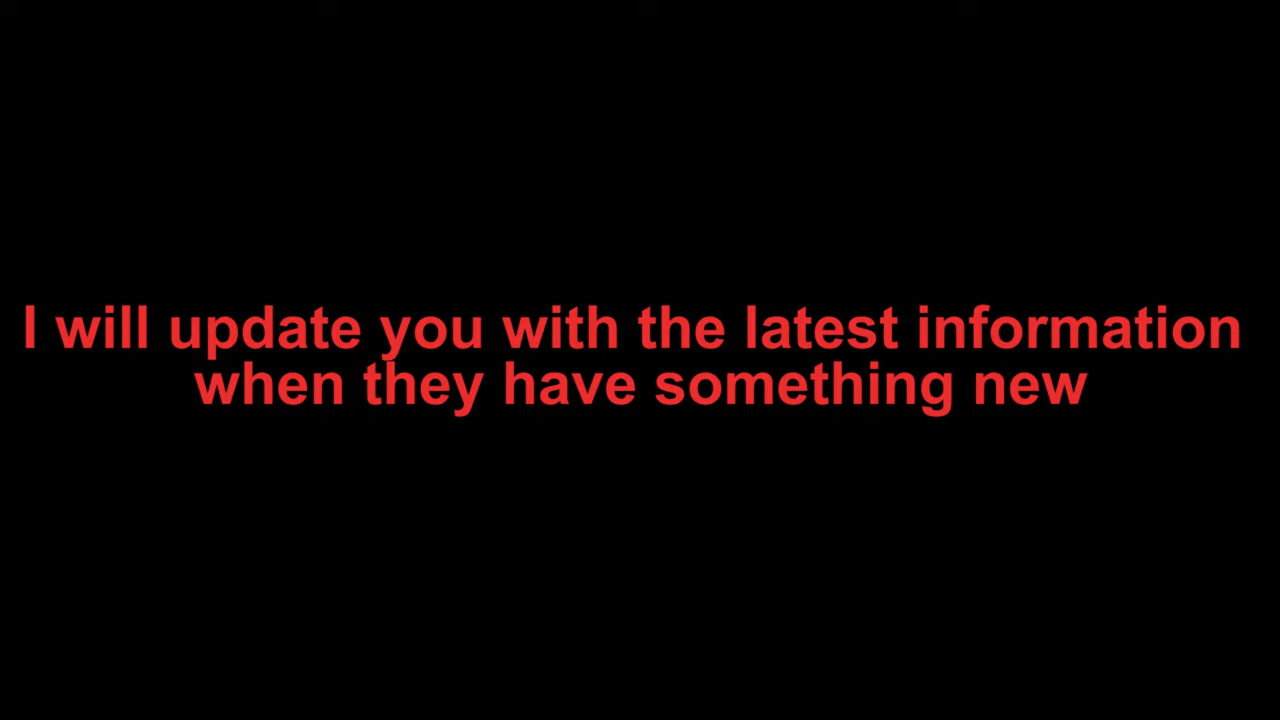 I will update you with the latest information
when they have something new